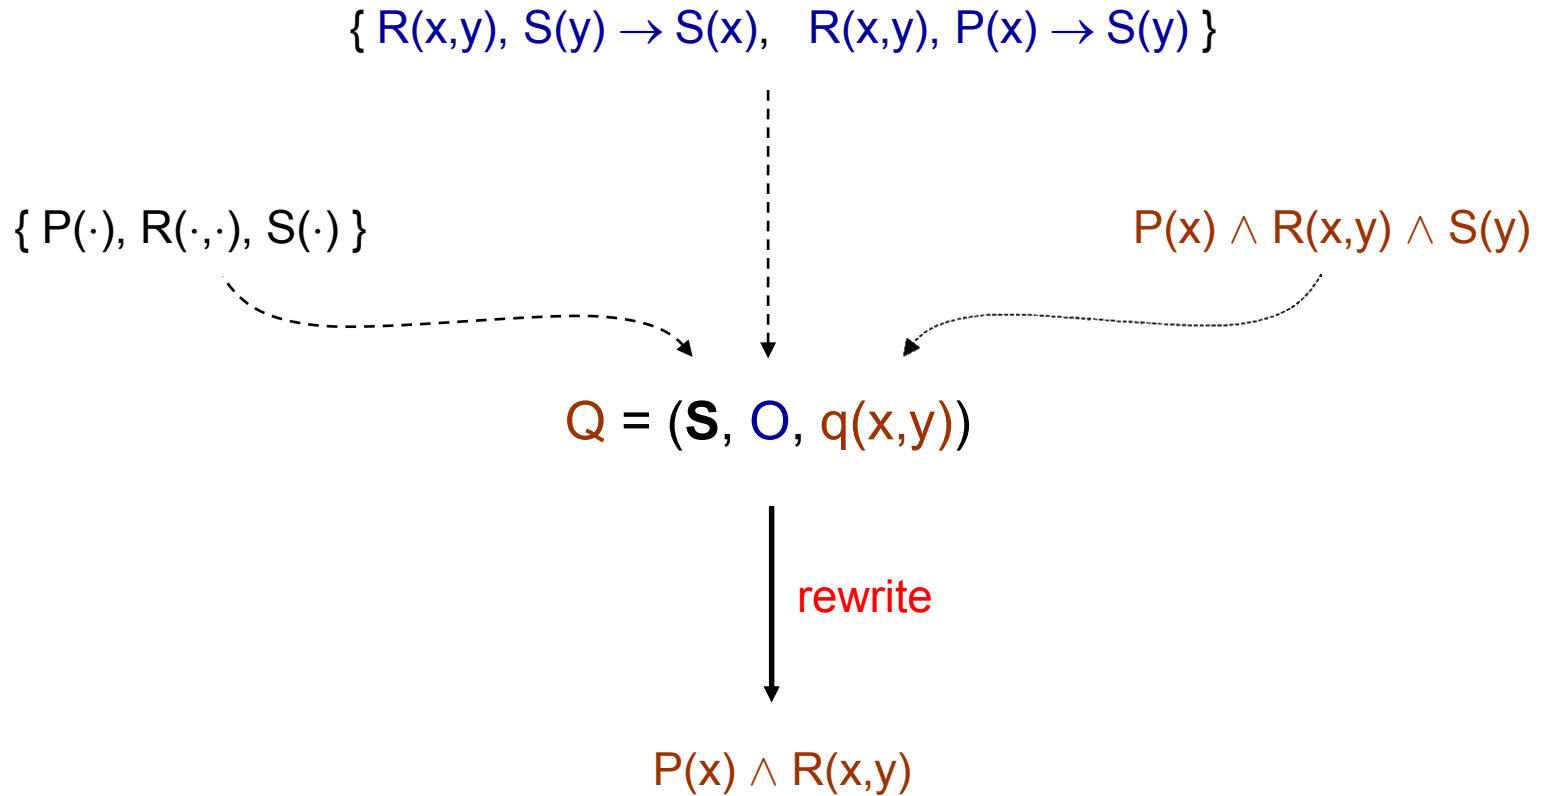 { R(x,y), S(y) → S(x), R(x,y), P(x) → S(y) }
{ P(·), R(·,·), S(·) }
P(x) ∧ R(x,y) ∧ S(y)
Q = (S, O, q(x,y))
rewrite
P(x) ∧ R(x,y)